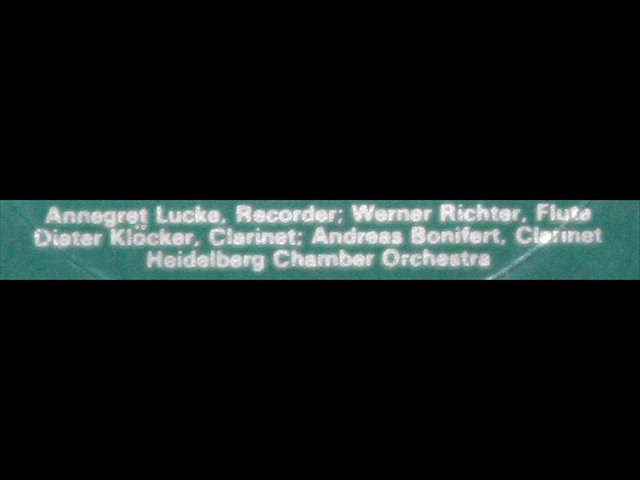 Annegret Lucke, Recorder; Werner Richter, Flute
Dieter Klöcker, Clarinet; Andreas Bonifert, Clarinet
Heidelberg Chamber Orchestra